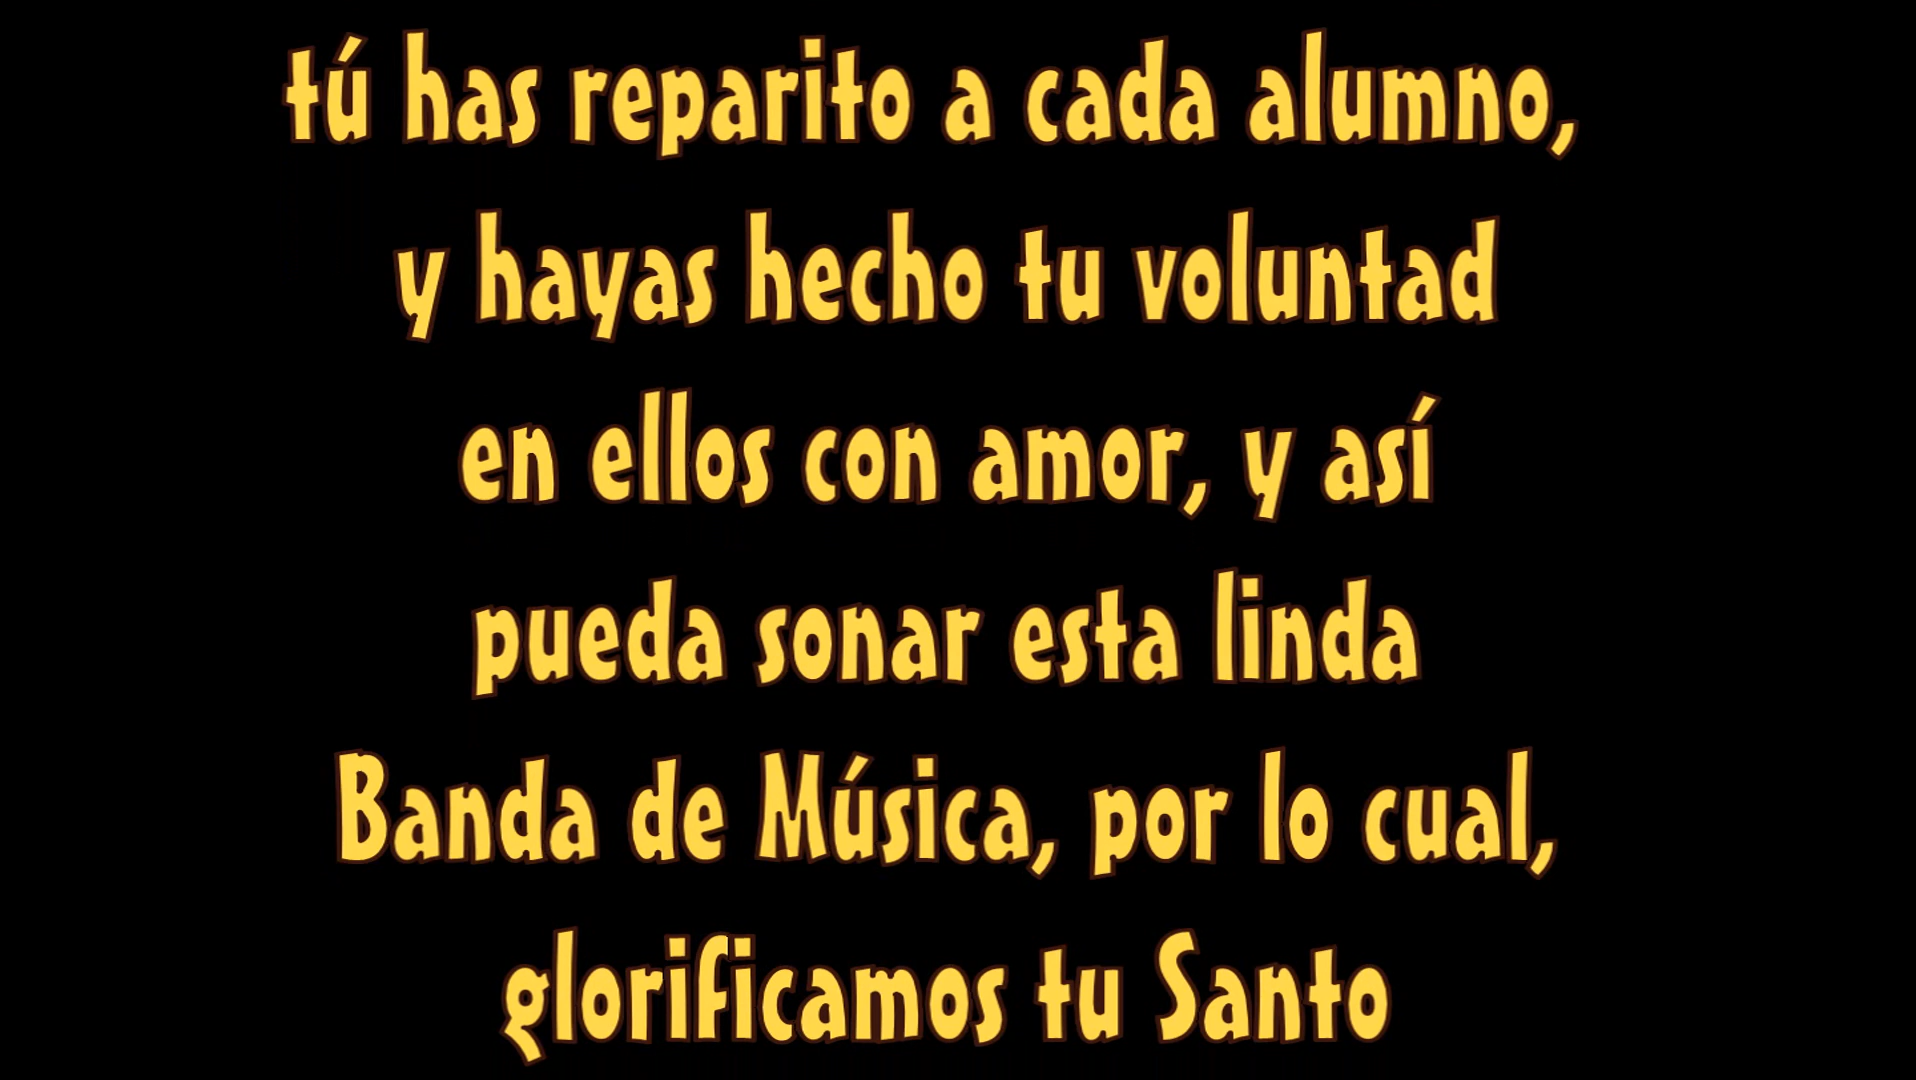 tú has reparito a cada alumno,
y hayas hecho tu voluntad
en ellos con amor, y así
pueda sonar esta linda
Banda de Música, por lo cual,
glorificamos tu Santo